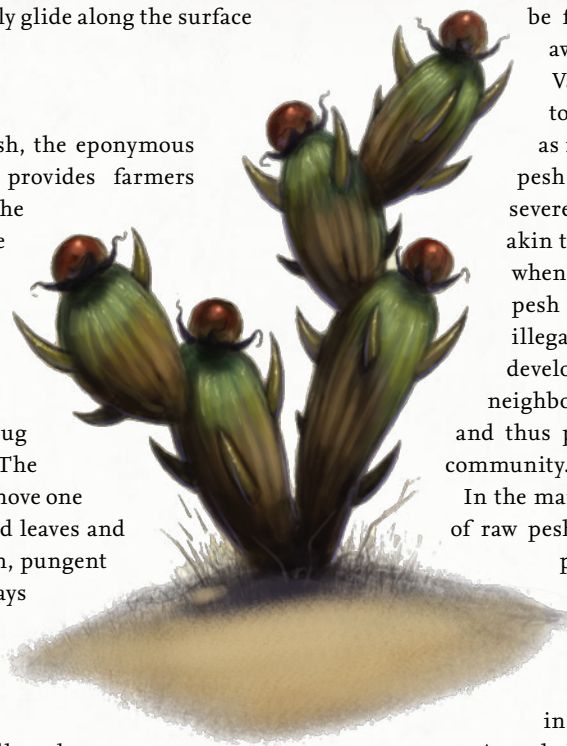 ly glide along the surface
sh, the eponymous
provides farmers
he
e
ug
The
ove one
d leaves and
, pungent
ays
be f
aw
V
to
as
pesh
severe
akin t
when
pesh
illega
develo
neighbo
and thus p
community.
In the ma
of raw pesh
p
in